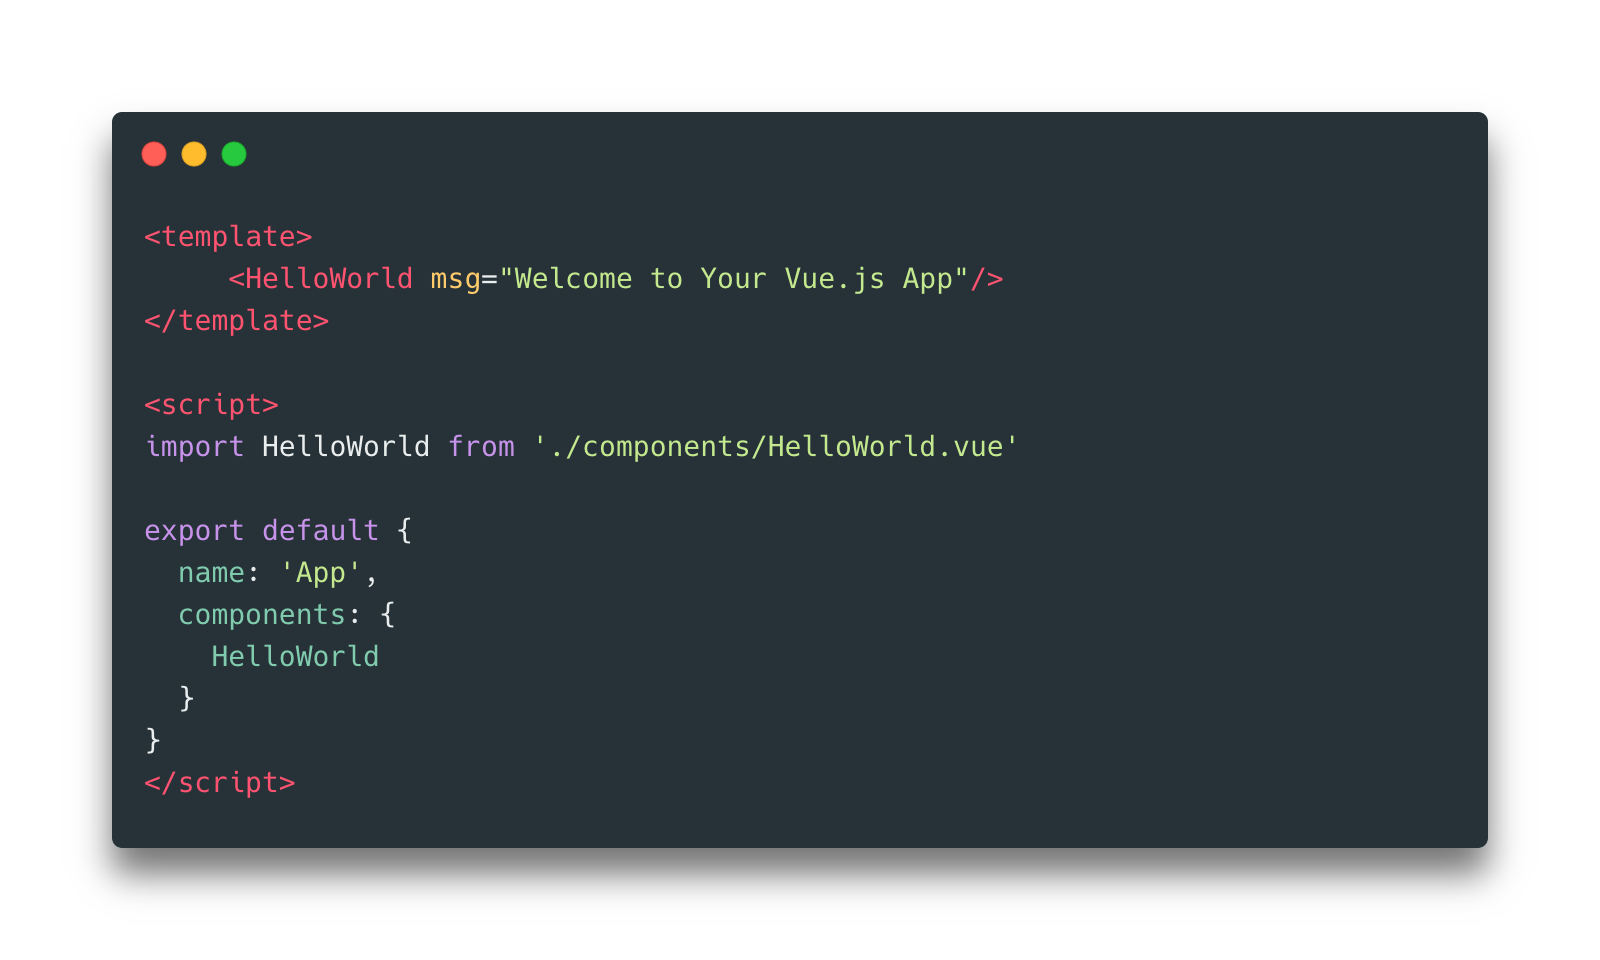 <template>
     <HelloWorld msg="Welcome to Your Vue.js App"/>
</template>

<script>
import HelloWorld from './components/HelloWorld.vue'

export default {
  name: 'App',
  components: {
    HelloWorld
  }
}
</script>